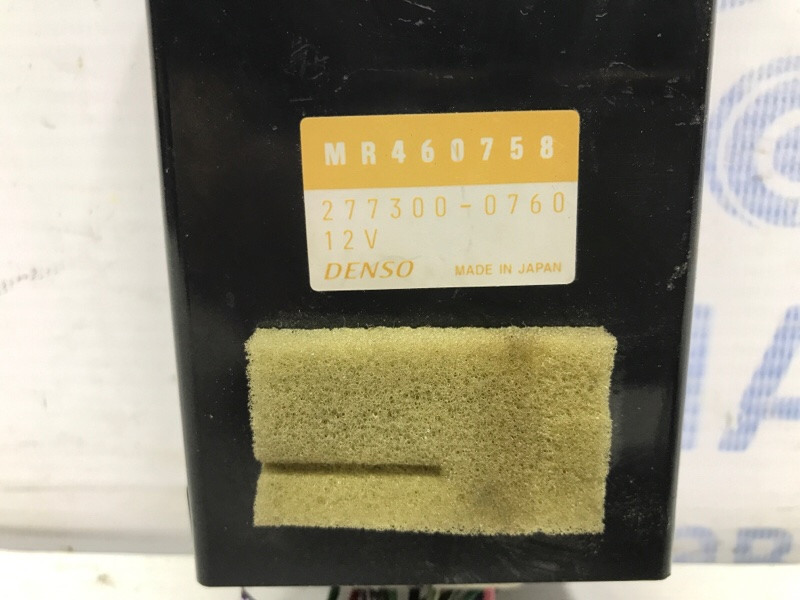 MR460758
277300-0760
12V
DENSO MADE IN JAPAN